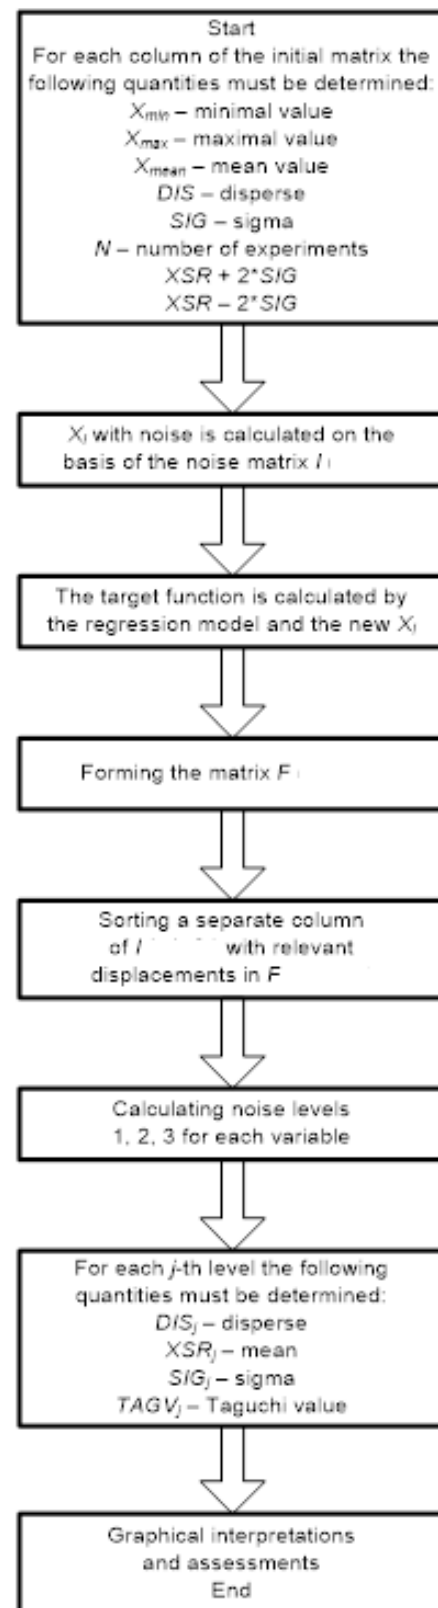 Start
For each column of the initial matrix the
following quantities must be determined:
Xmin – minimal value
Xmax – maximal value
Xmean – mean value
DIS – disperse
SIG – sigma
N – number of experiments
XSR + 2*SIG
XSR – 2*SIG
Xi with noise is calculated on the
basis of the noise matrix I
The target function is calculated by
the regression model and the new Xi
Forming the matrix F
Sorting a separate column
of I with relevant
displacements in F
Calculating noise levels
1, 2, 3 for each variable
For each j-th level the following
quantities must be determined:
DISj – disperse
XSRj – mean
SIGj – sigma
TAGVj – Taguchi value
Graphical interpretations
and assessments
End